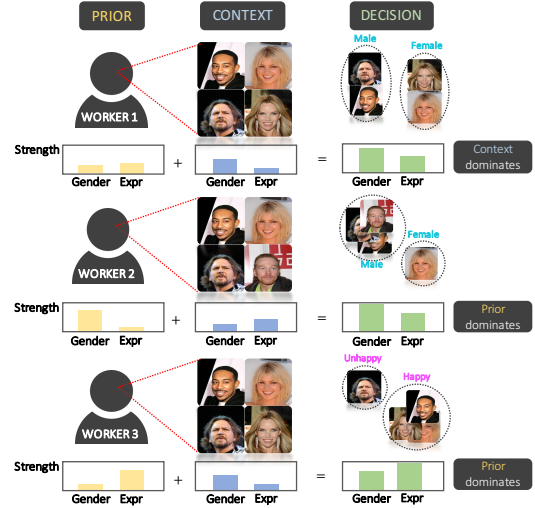 PRIOR CONTEXT DECISION
Male
Female
WORKER 1
Strength
+ =
Context
dominates
Gender Expr Gender Expr Gender Expr
Female
Male
WORKER 2
Strength
+ =
Prior
dominates
Gender Expr Gender Expr Gender Expr
Unhappy
Happy
WORKER 3
Strength
+ =
Prior
dominates
Gender Expr Gender Expr Gender Expr